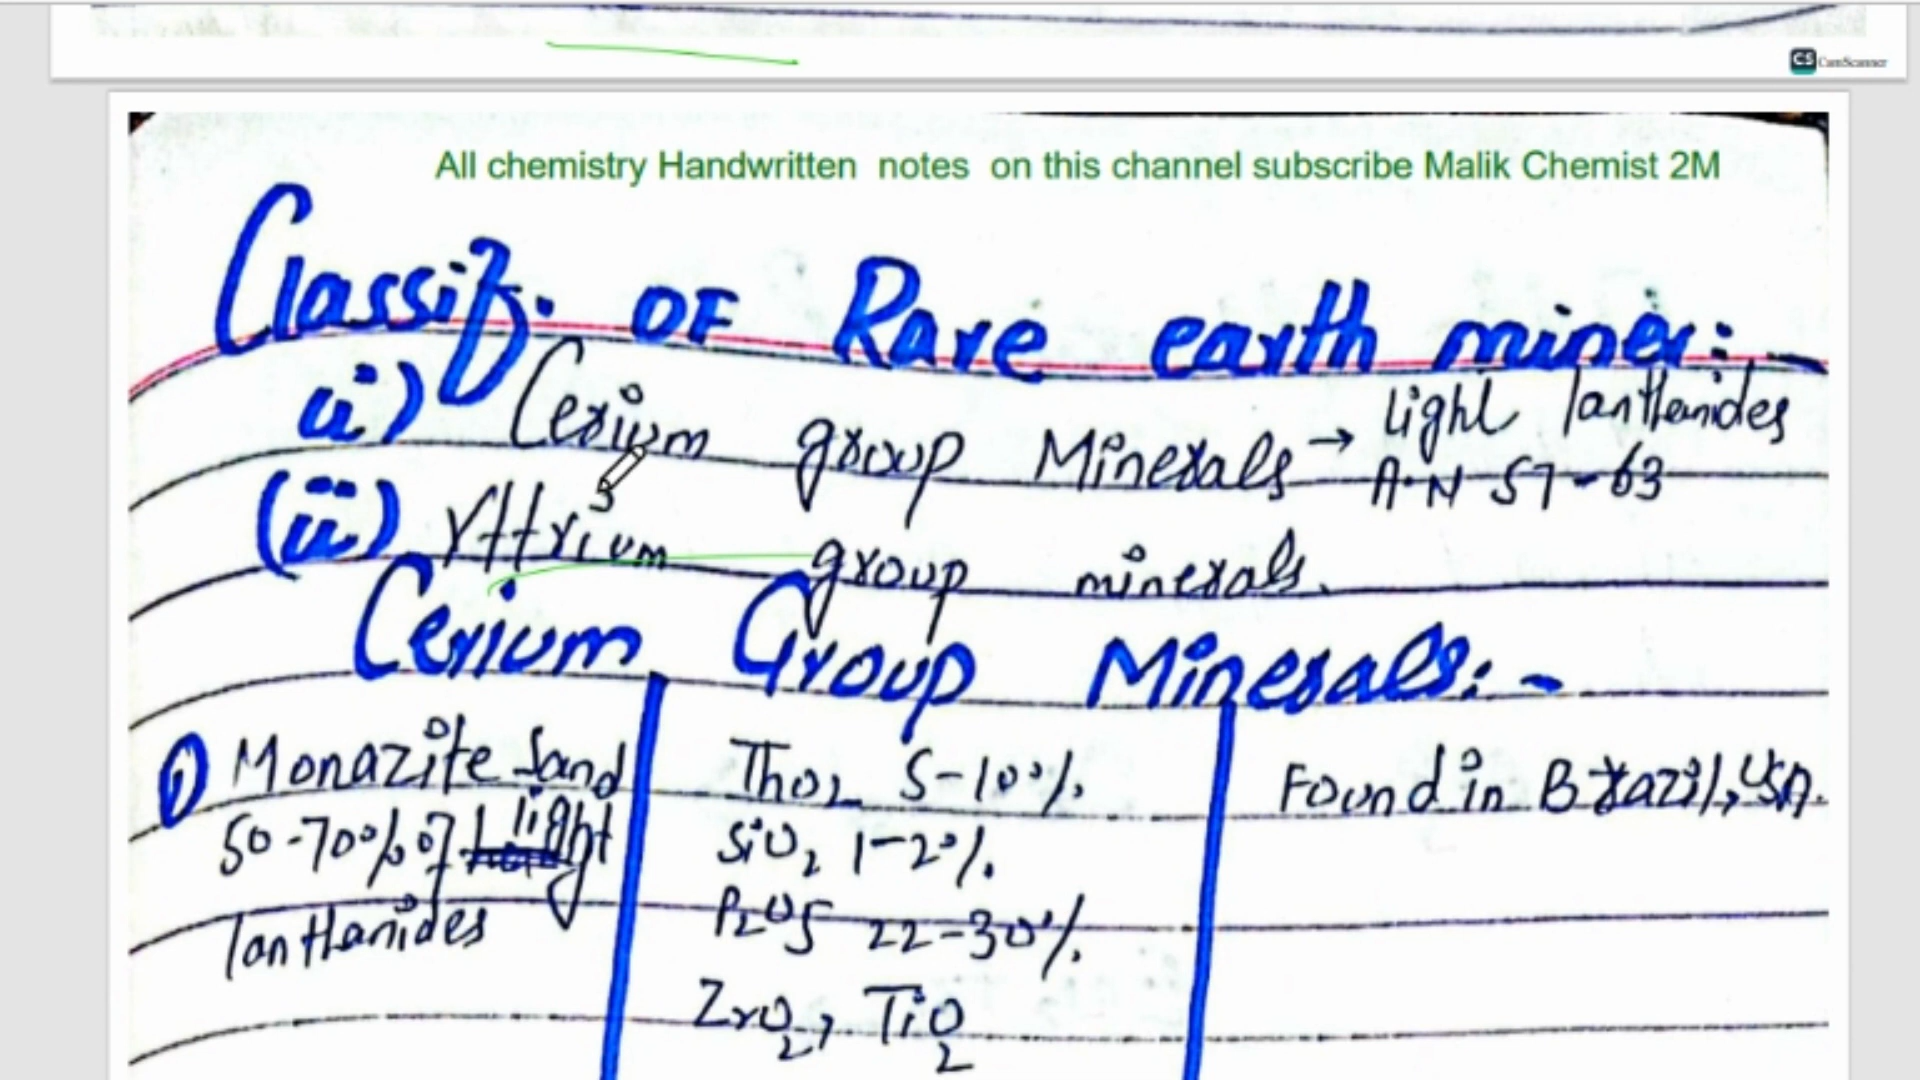 CS CamScanner
All chemistry Handwritten notes on this channel subscribe Malik Chemist 2M
Classif. OF Rare earth miner:-
(i) Cerium group Minerals → light lanthanides
A.N 57-63
(ii) Yttrium group minerals.
Cerium Group Minerals:-
(1) Monazite Sand
50-70% of Light
lanthanides
ThO2 5-10%.
SiO2 1-2%.
P2O5 22-30%.
ZrO2, TiO2
Found in Brazil, USA.